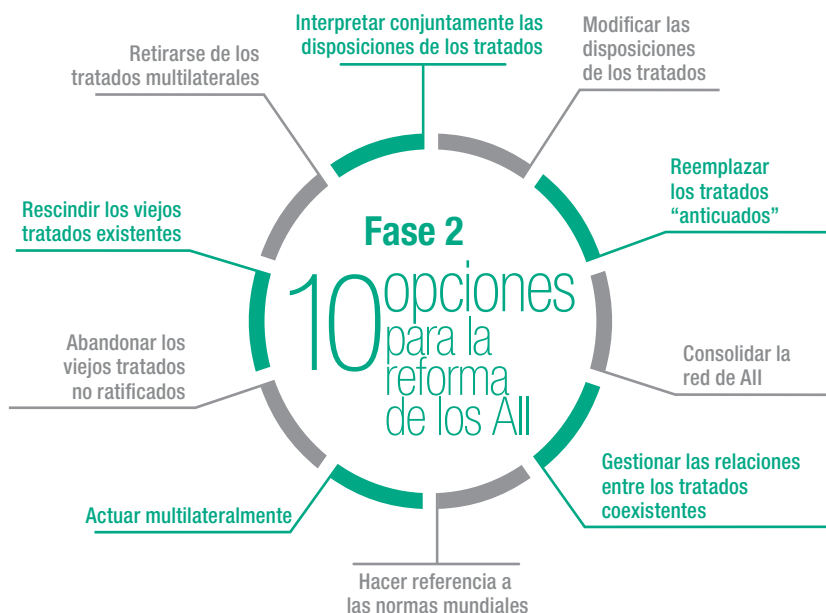 Interpretar conjuntamente las
disposiciones de los tratados
Modificar las
disposiciones
de los tratados
Reemplazar
los tratados
“anticuados”
Consolidar la
red de AII
Gestionar las relaciones
entre los tratados
coexistentes
Hacer referencia a
las normas mundiales
Actuar multilateralmente
Abandonar los
viejos tratados
no ratificados
Rescindir los viejos
tratados existentes
Retirarse de los
tratados multilaterales
Fase 2
10 opciones
para la
reforma
de los AII